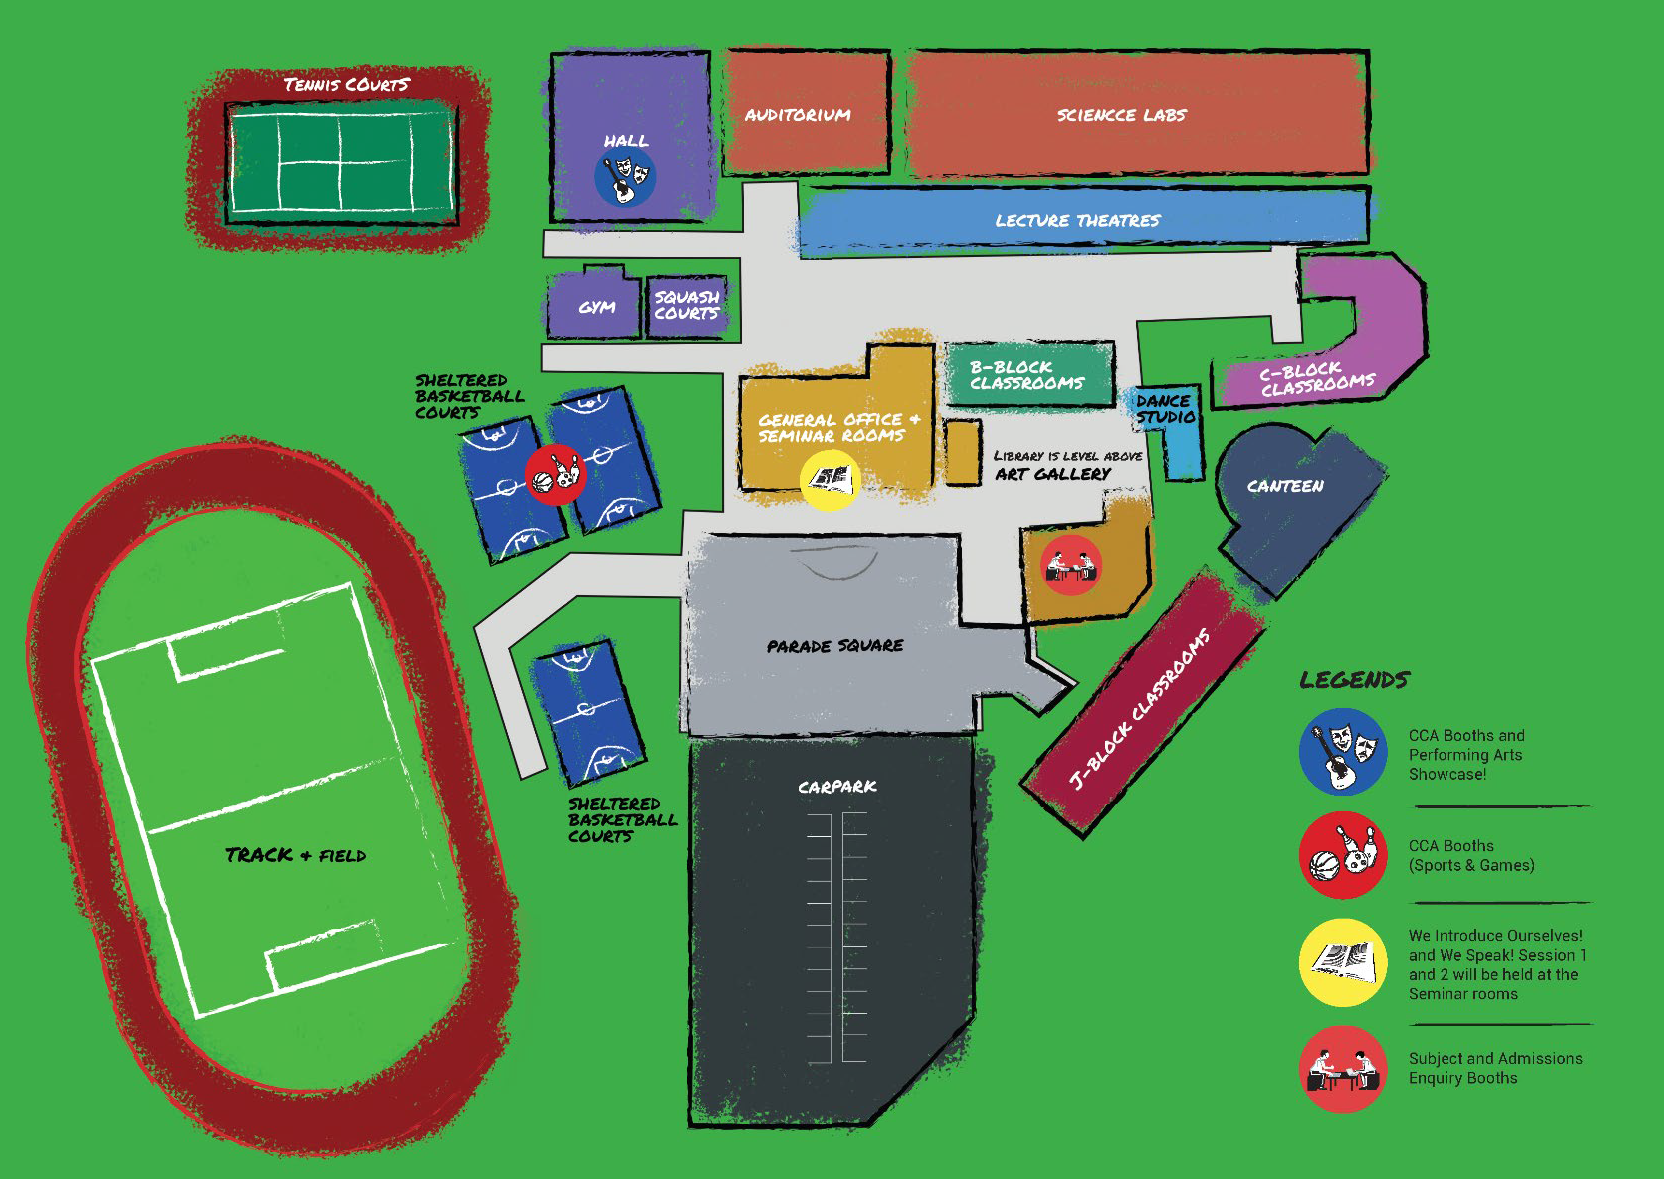 TENNIS COURTS
HALL
AUDITORIUM
SCIENCCE LABS
LECTURE THEATRES
GYM
SQUASH
COURTS
SHELTERED
BASKETBALL
COURTS
GENERAL OFFICE +
SEMINAR ROOMS
B-BLOCK
CLASSROOMS
DANCE
STUDIO
C-BLOCK
CLASSROOMS
LIBRARY IS LEVEL ABOVE
ART GALLERY
CANTEEN
PARADE SQUARE
J-BLOCK CLASSROOMS
SHELTERED
BASKETBALL
COURTS
CARPARK
TRACK + FIELD
LEGENDS
CCA Booths and
Performing Arts
Showcase!
CCA Booths
(Sports & Games)
We Introduce Ourselves!
and We Speak! Session 1
and 2 will be held at the
Seminar rooms
Subject and Admissions
Enquiry Booths